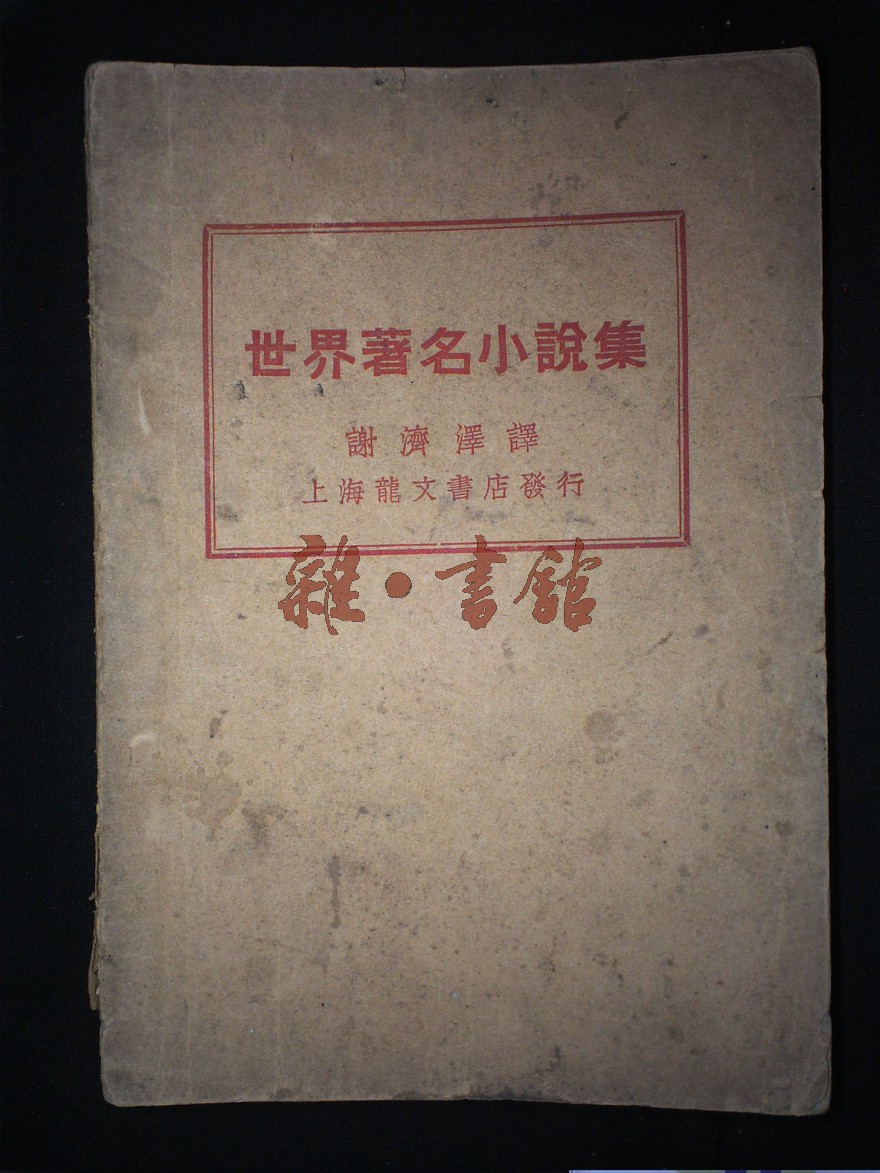 世界著名小說集
謝濟澤譯
上海龍文書店發行
雜·書館